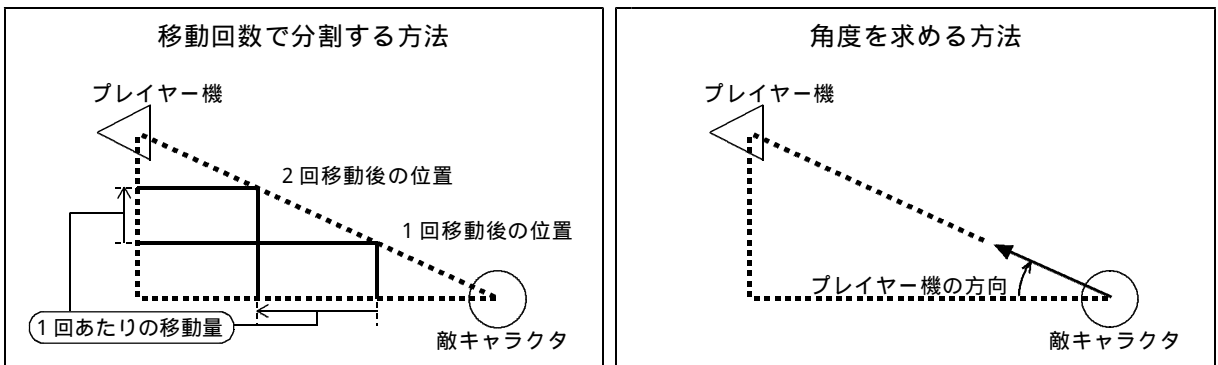 移動回数で分割する方法
プレイヤー機
2回移動後の位置
1回移動後の位置
1回あたりの移動量
敵キャラクタ
角度を求める方法
プレイヤー機
プレイヤー機の方向
敵キャラクタ